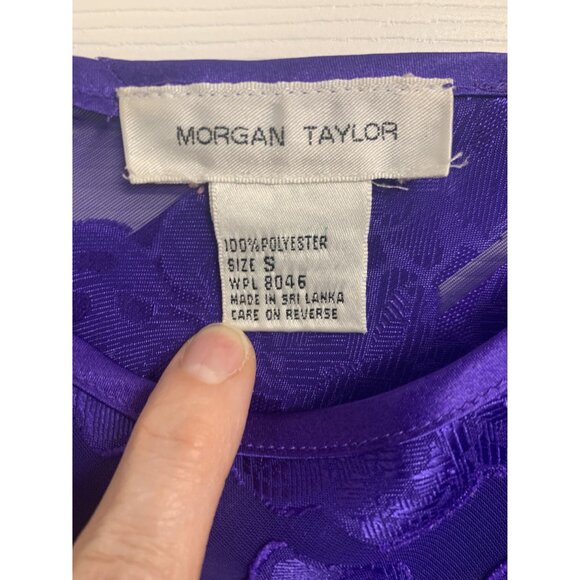 MORGAN TAYLOR
100% POLYESTER
SIZE S
WPL 8046
MADE IN SRI LANKA
CARE ON REVERSE